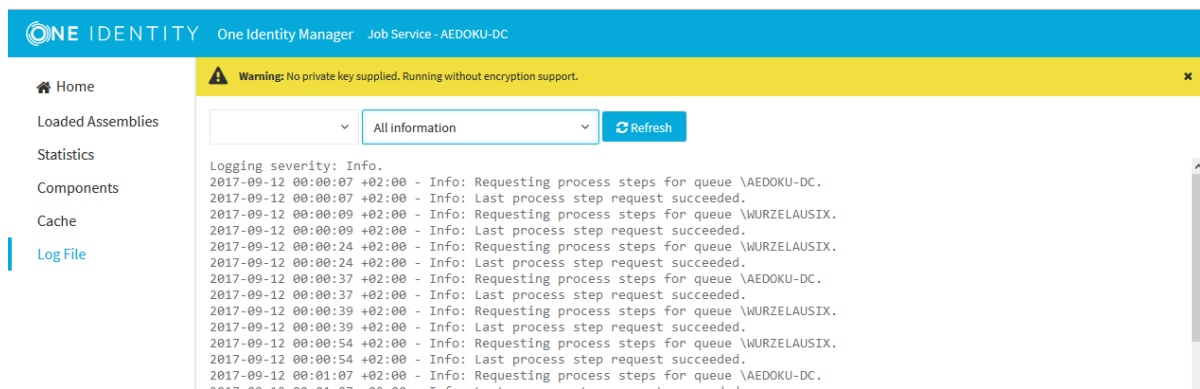 ONE IDENTITY One Identity Manager Job Service - AEDOKU-DC
Home
Loaded Assemblies
Statistics
Components
Cache
Log File
Warning: No private key supplied. Running without encryption support.
All information
Refresh
Logging severity: Info.
2017-09-12 00:00:07 +02:00 - Info: Requesting process steps for queue \AEDOKU-DC.
2017-09-12 00:00:07 +02:00 - Info: Last process step request succeeded.
2017-09-12 00:00:09 +02:00 - Info: Requesting process steps for queue \WURZELAUSIX.
2017-09-12 00:00:09 +02:00 - Info: Last process step request succeeded.
2017-09-12 00:00:24 +02:00 - Info: Requesting process steps for queue \WURZELAUSIX.
2017-09-12 00:00:24 +02:00 - Info: Last process step request succeeded.
2017-09-12 00:00:37 +02:00 - Info: Requesting process steps for queue \AEDOKU-DC.
2017-09-12 00:00:37 +02:00 - Info: Last process step request succeeded.
2017-09-12 00:00:39 +02:00 - Info: Requesting process steps for queue \WURZELAUSIX.
2017-09-12 00:00:39 +02:00 - Info: Last process step request succeeded.
2017-09-12 00:00:54 +02:00 - Info: Requesting process steps for queue \WURZELAUSIX.
2017-09-12 00:00:54 +02:00 - Info: Last process step request succeeded.
2017-09-12 00:01:07 +02:00 - Info: Requesting process steps for queue \AEDOKU-DC.